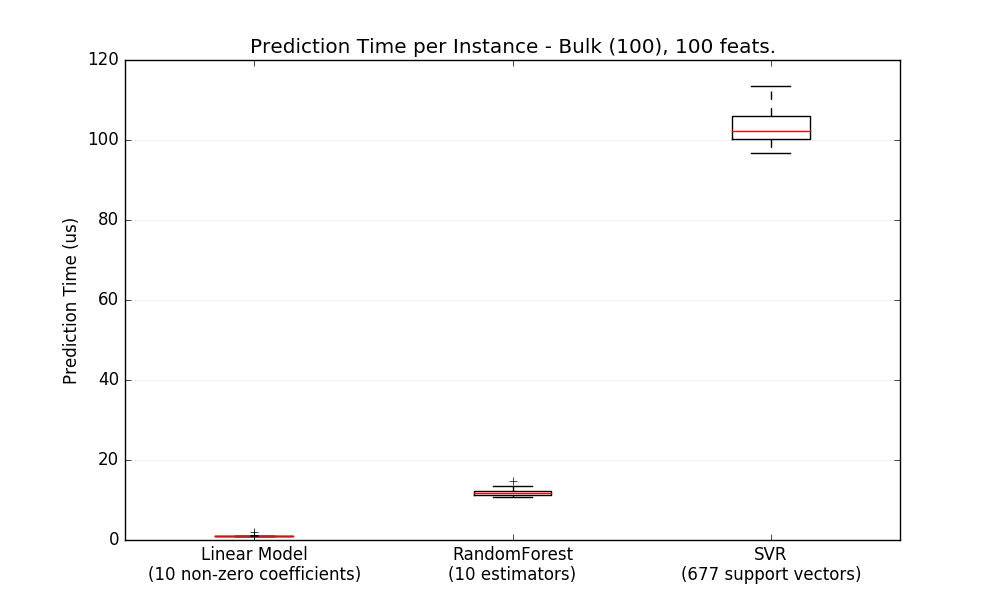 Prediction Time per Instance - Bulk (100), 100 feats.
120
100
80
60
40
20
0
Prediction Time (us)
Linear Model
(10 non-zero coefficients)
RandomForest
(10 estimators)
SVR
(677 support vectors)